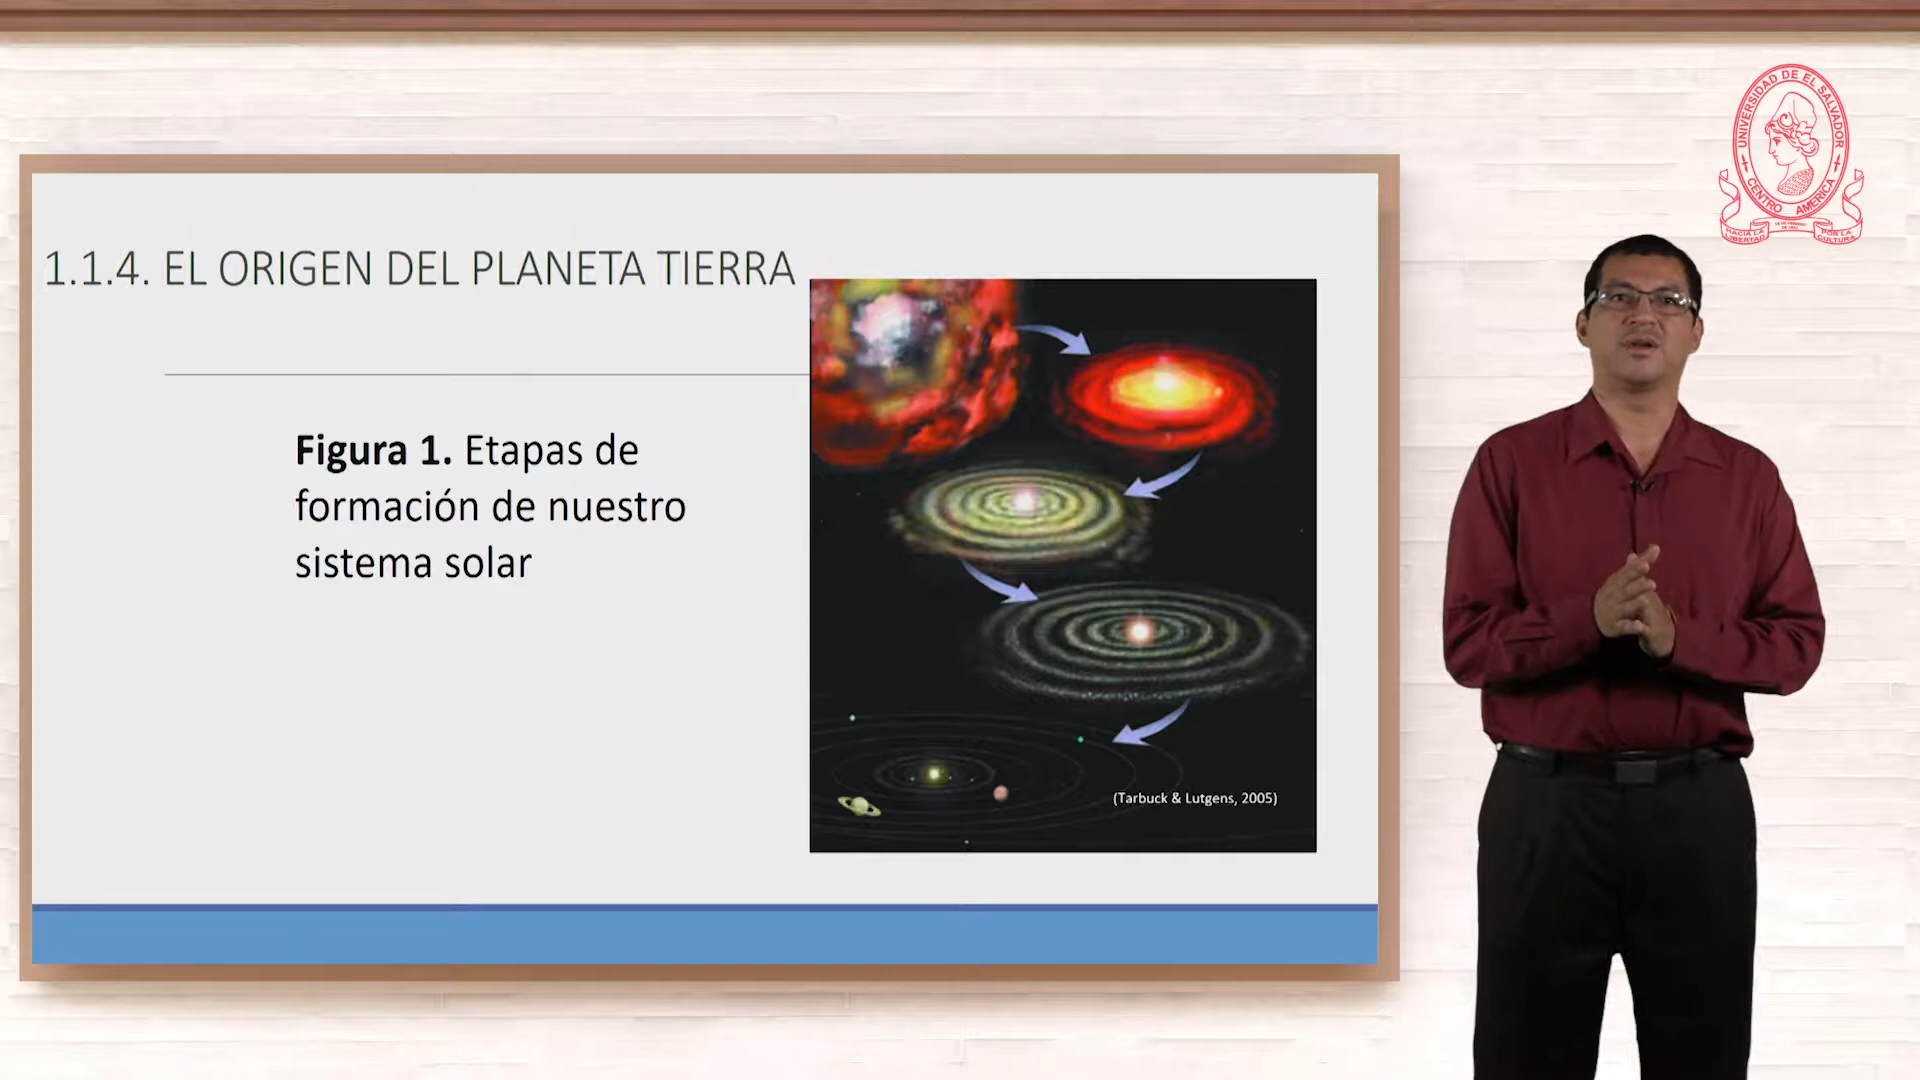 1.1.4. EL ORIGEN DEL PLANETA TIERRA
Figura 1. Etapas de
formación de nuestro
sistema solar
(Tarbuck & Lutgens, 2005)
UNIVERSIDAD DE EL SALVADOR
CENTRO AMERICA
HACIA LA
LIBERTAD
POR LA
CULTURA